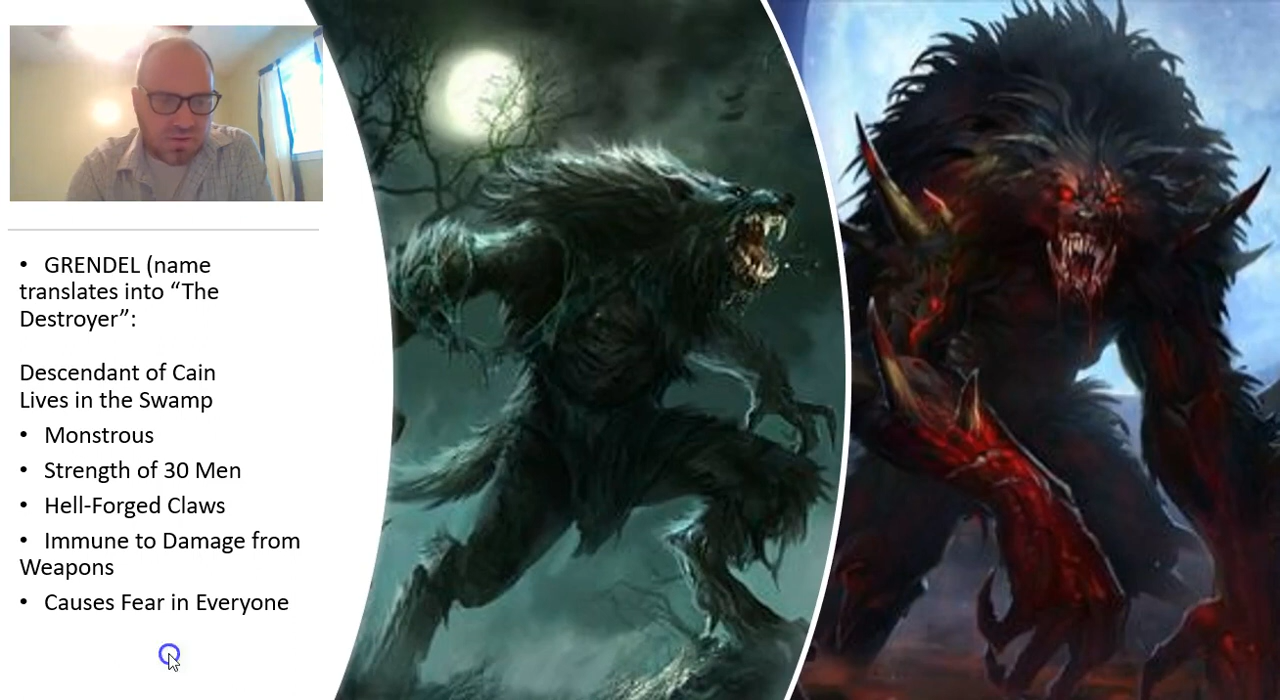 • GRENDEL (name
translates into “The
Destroyer”:
Descendant of Cain
Lives in the Swamp
• Monstrous
• Strength of 30 Men
• Hell-Forged Claws
• Immune to Damage from
Weapons
• Causes Fear in Everyone